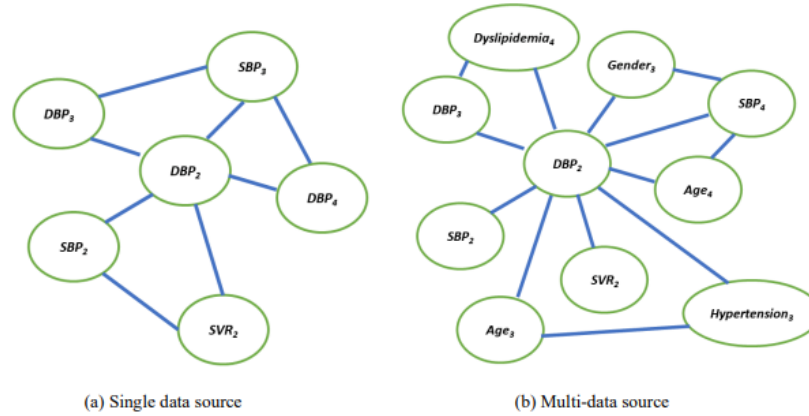 SBP₃
DBP₃
DBP₂
DBP₄
SBP₂
SVR₂
(a) Single data source
Dyslipidemia₄
Gender₃
DBP₃
SBP₄
DBP₂
Age₄
SBP₂
SVR₂
Age₃
Hypertension₃
(b) Multi-data source